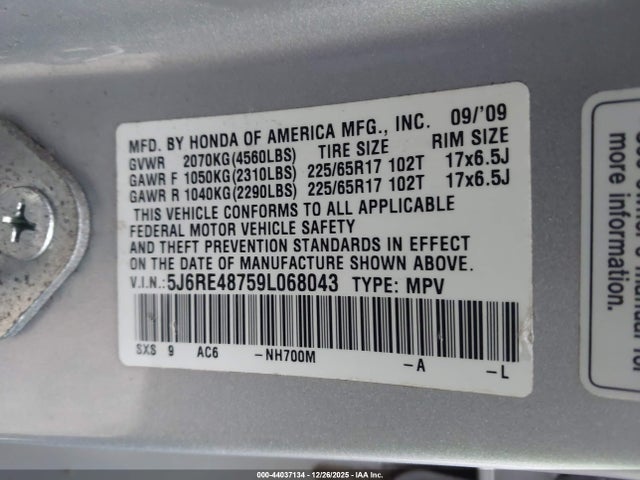 MFD. BY HONDA OF AMERICA MFG., INC. 09/'09
GVWR 2070KG(4560LBS) TIRE SIZE RIM SIZE
GAWR F 1050KG(2310LBS) 225/65R17 102T 17x6.5J
GAWR R 1040KG(2290LBS) 225/65R17 102T 17x6.5J
THIS VEHICLE CONFORMS TO ALL APPLICABLE
FEDERAL MOTOR VEHICLE SAFETY
AND THEFT PREVENTION STANDARDS IN EFFECT
ON THE DATE OF MANUFACTURE SHOWN ABOVE.
V.I.N.:5J6RE48759L068043 TYPE: MPV
SXS 9 AC6 -NH700M -A -L
000-44037134 : 12/26/2025 - IAA Inc.